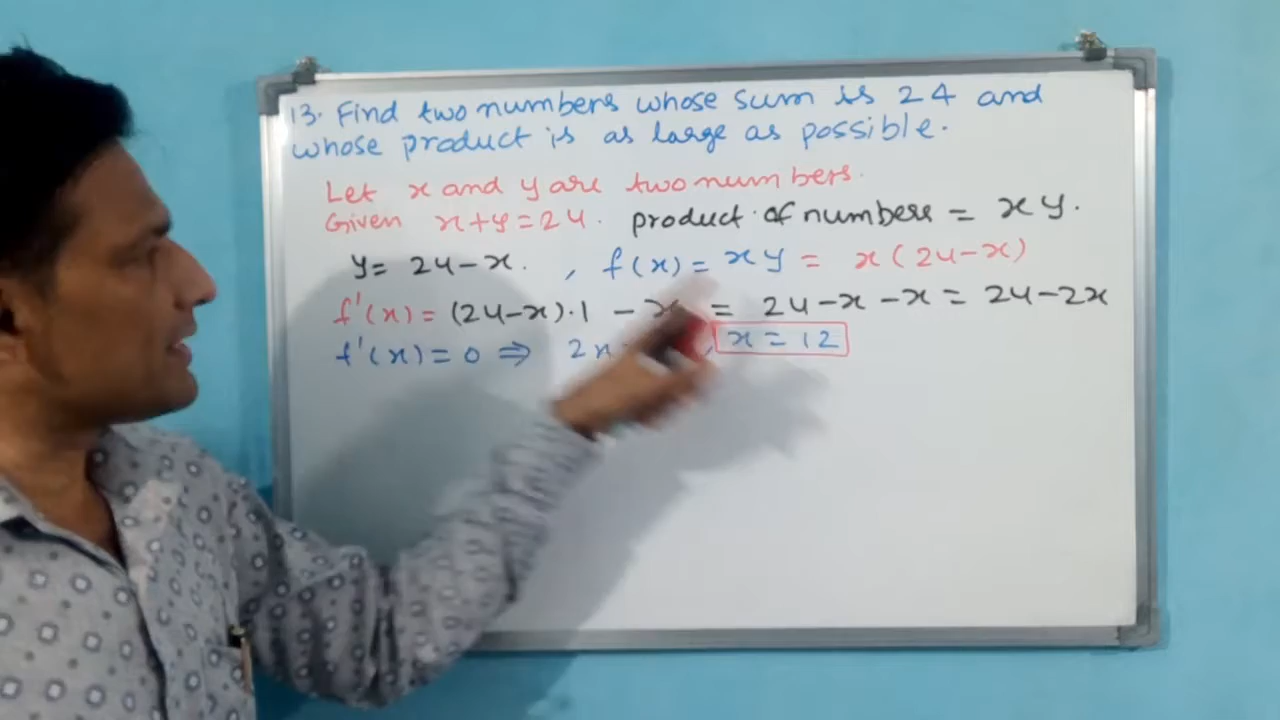 13. Find two numbers whose sum is 24 and
whose product is as large as possible.
Let x and y are two numbers.
Given x+y=24. product of numbers = xy.
y= 24-x. , f(x)= xy = x(24-x)
f'(x)= (24-x).1 - x = 24-x-x = 24-2x
f'(x)=0 ⇒ 2x , x=12